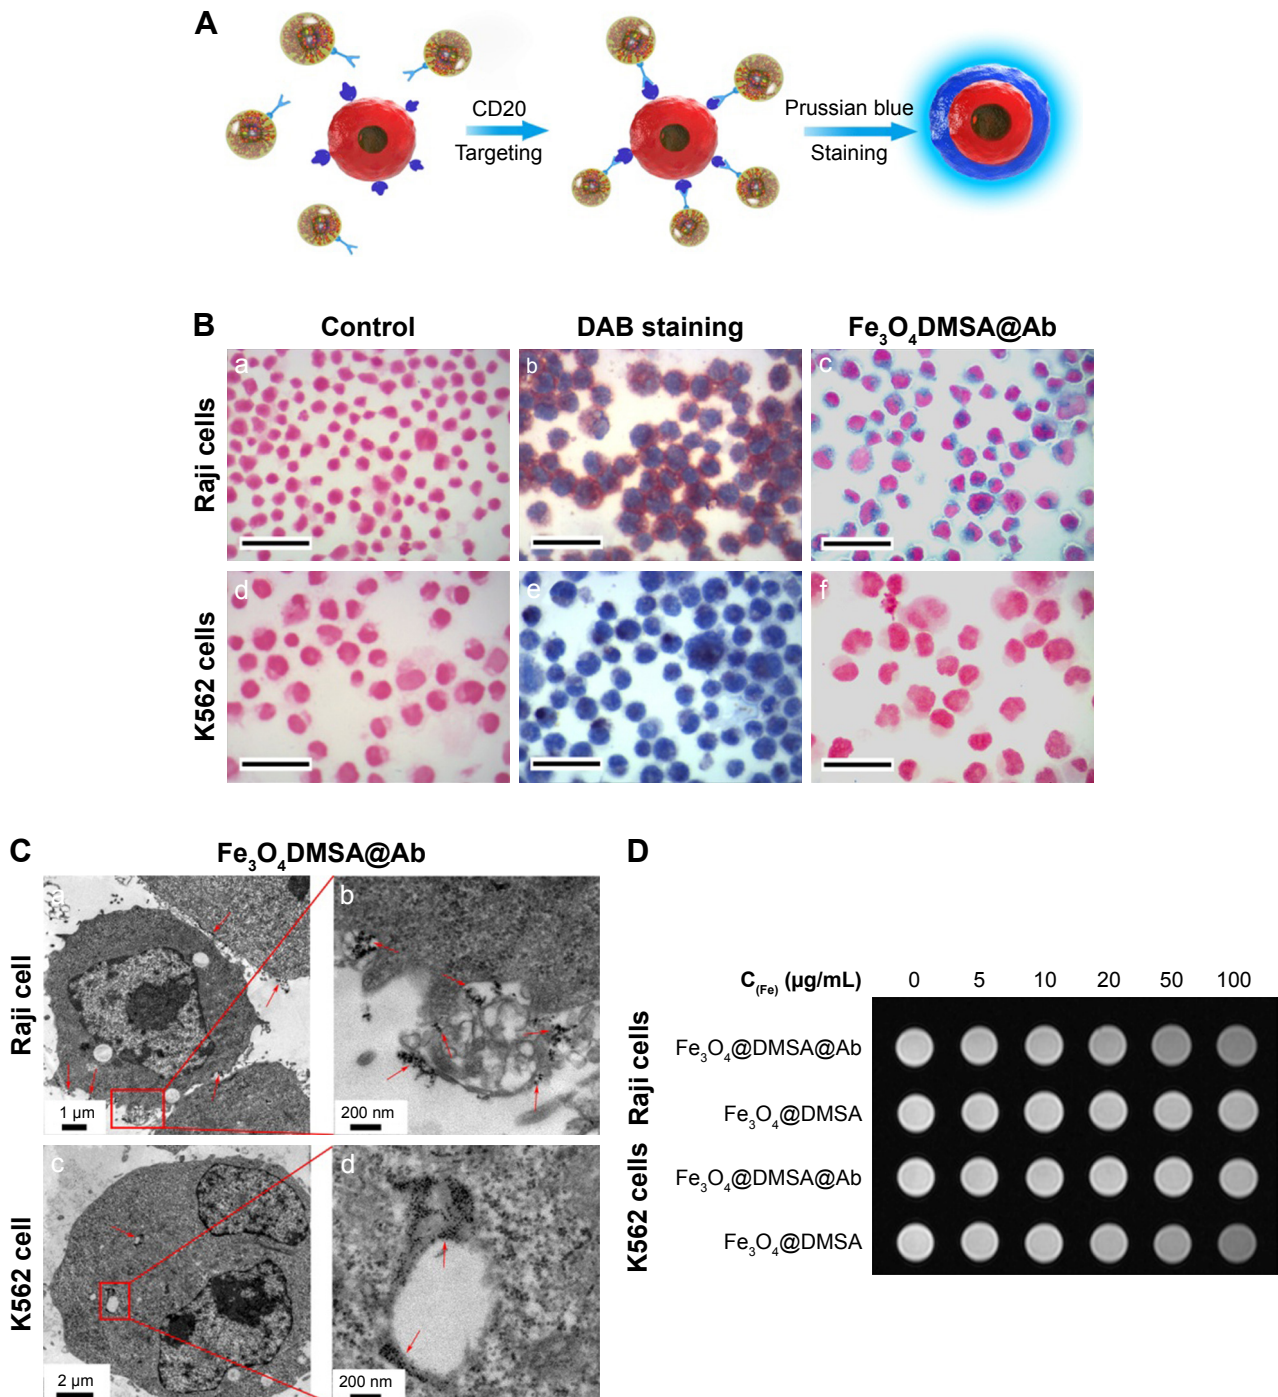 A
CD20
Targeting
Prussian blue
Staining
B
Control
DAB staining
Fe₃O₄DMSA@Ab
Raji cells
a
b
c
K562 cells
d
e
f
C
Fe₃O₄DMSA@Ab
Raji cell
a
1 µm
b
200 nm
K562 cell
c
2 µm
d
200 nm
D
C(Fe) (µg/mL)
0 5 10 20 50 100
Raji cells
Fe₃O₄@DMSA@Ab
Fe₃O₄@DMSA
K562 cells
Fe₃O₄@DMSA@Ab
Fe₃O₄@DMSA